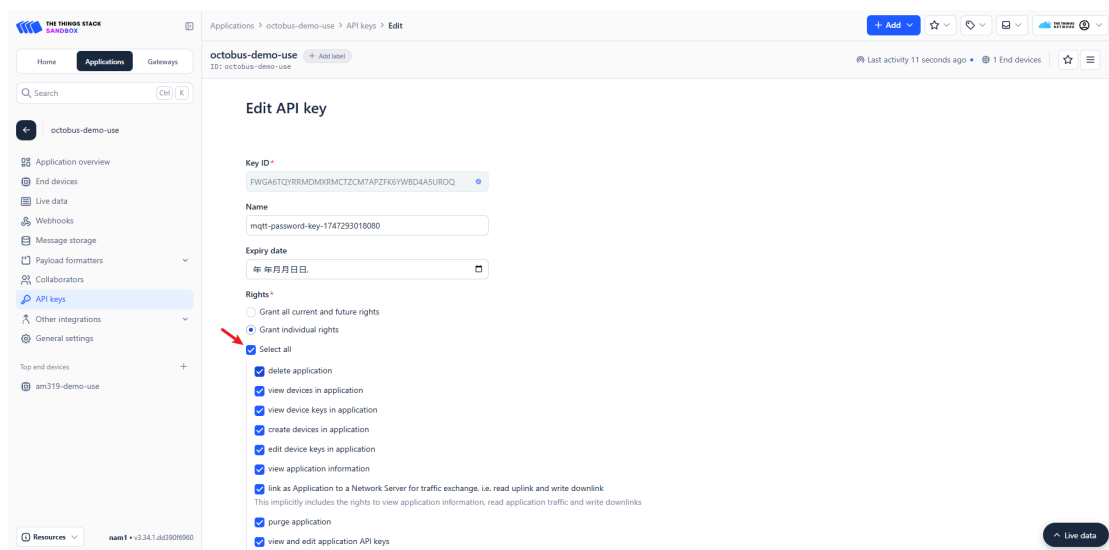 THE THINGS STACK
SANDBOX
Applications > octobus-demo-use > API keys > Edit
+ Add
THE THINGS
NETWORK
Home Applications Gateways
octobus-demo-use + Add label
ID: octobus-demo-use
Last activity 11 seconds ago • 1 End devices
Search Ctrl K
octobus-demo-use
Application overview
End devices
Live data
Webhooks
Message storage
Payload formatters
Collaborators
API keys
Other integrations
General settings
Top end devices +
am319-demo-use
Resources nam1 • v3.34.1.dd390f6960
Edit API key
Key ID*
FWGA6TQYRRMDMXRMCTZCM7APZFK6YWBD4A5UROQ
Name
mqtt-password-key-1747293018080
Expiry date
年 年月月日日.
Rights*
Grant all current and future rights
Grant individual rights
Select all
delete application
view devices in application
view device keys in application
create devices in application
edit device keys in application
view application information
link as Application to a Network Server for traffic exchange, i.e. read uplink and write downlink
This implicitly includes the rights to view application information, read application traffic and write downlinks
purge application
view and edit application API keys
Live data